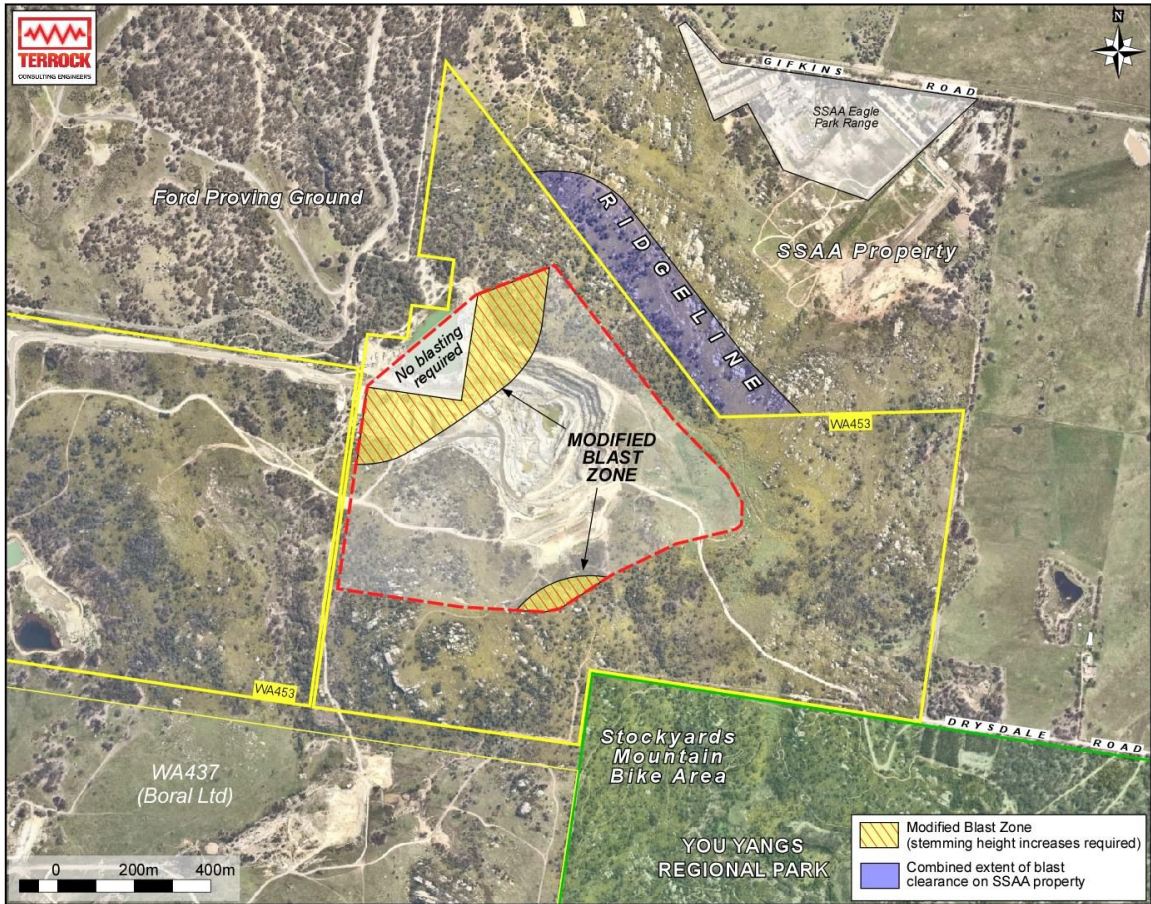 TERROCK
CONSULTING ENGINEERS
N
GIFKINS ROAD
SSAA Eagle
Park Range
Ford Proving Ground
RIDGELINE
SSAA Property
No blasting
required
MODIFIED
BLAST
ZONE
WA453
WA453
DRYSDALE ROAD
Stockyards
Mountain
Bike Area
WA437
(Boral Ltd)
YOU YANGS
REGIONAL PARK
0 200m 400m
Modified Blast Zone
(stemming height increases required)
Combined extent of blast
clearance on SSAA property